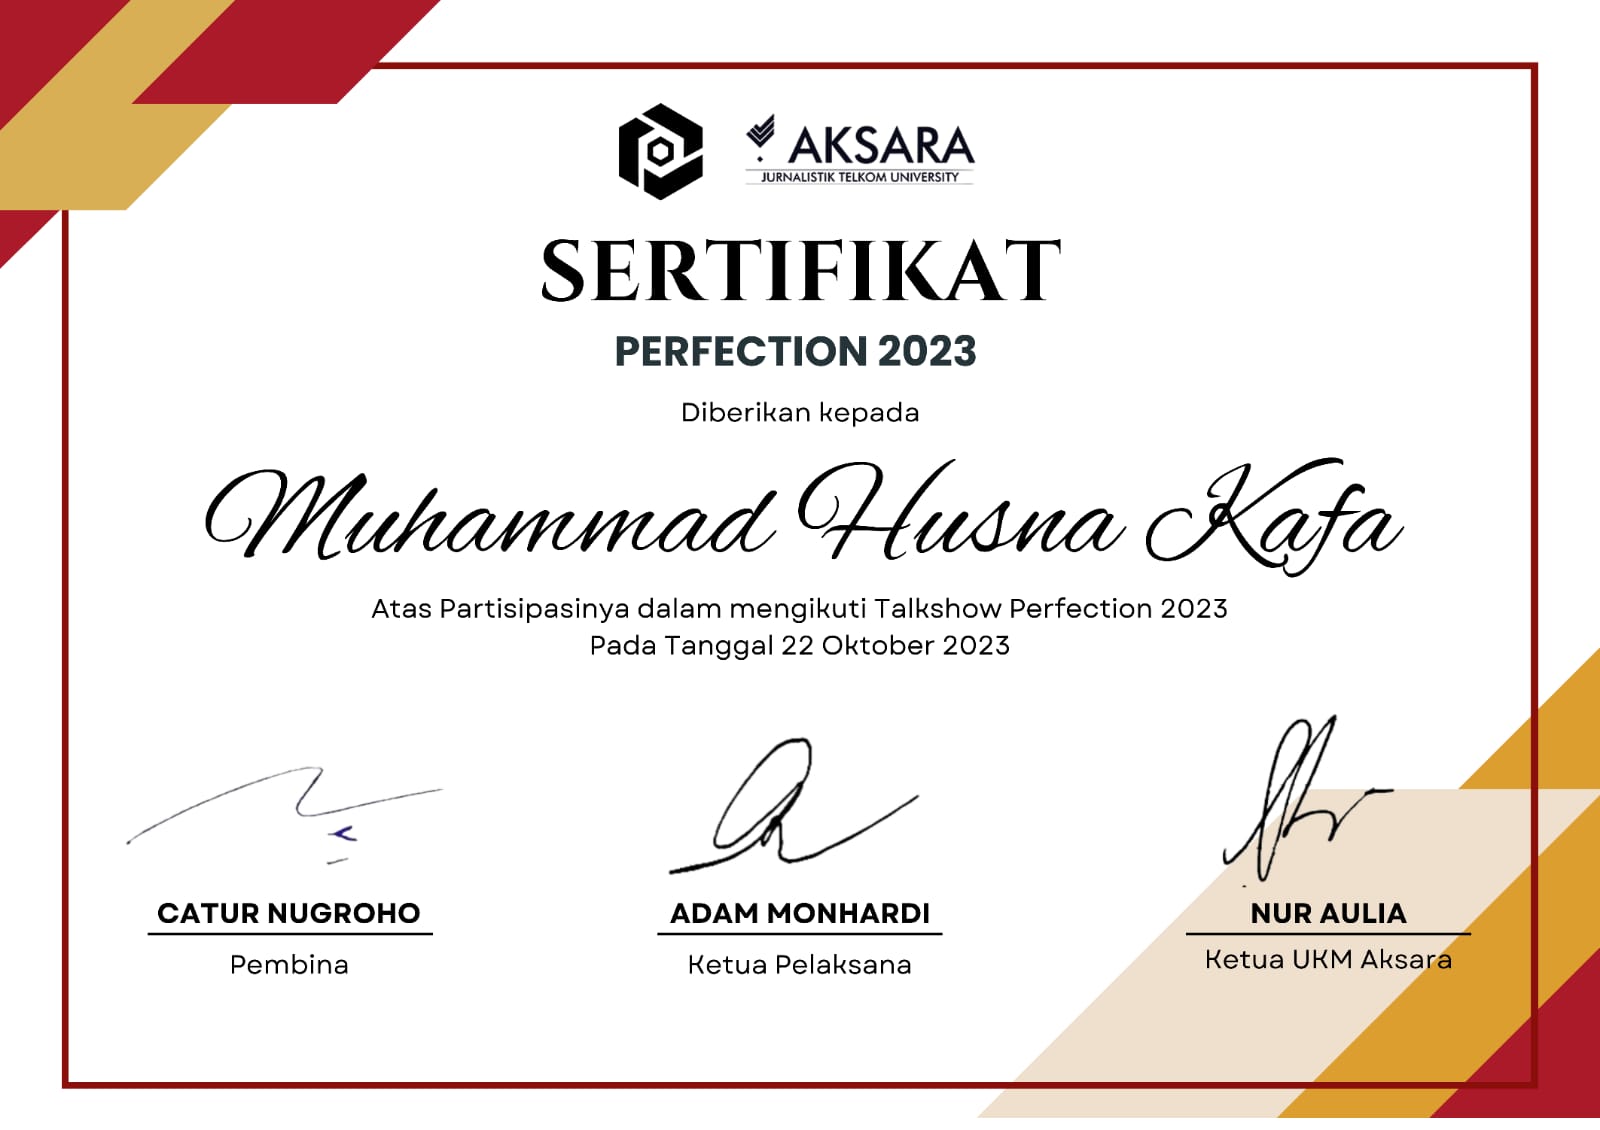 AKSARA
JURNALISTIK TELKOM UNIVERSITY
SERTIFIKAT
PERFECTION 2023
Diberikan kepada
Muhammad Husna Kafa
Atas Partisipasinya dalam mengikuti Talkshow Perfection 2023
Pada Tanggal 22 Oktober 2023
CATUR NUGROHO
Pembina
ADAM MONHARDI
Ketua Pelaksana
NUR AULIA
Ketua UKM Aksara